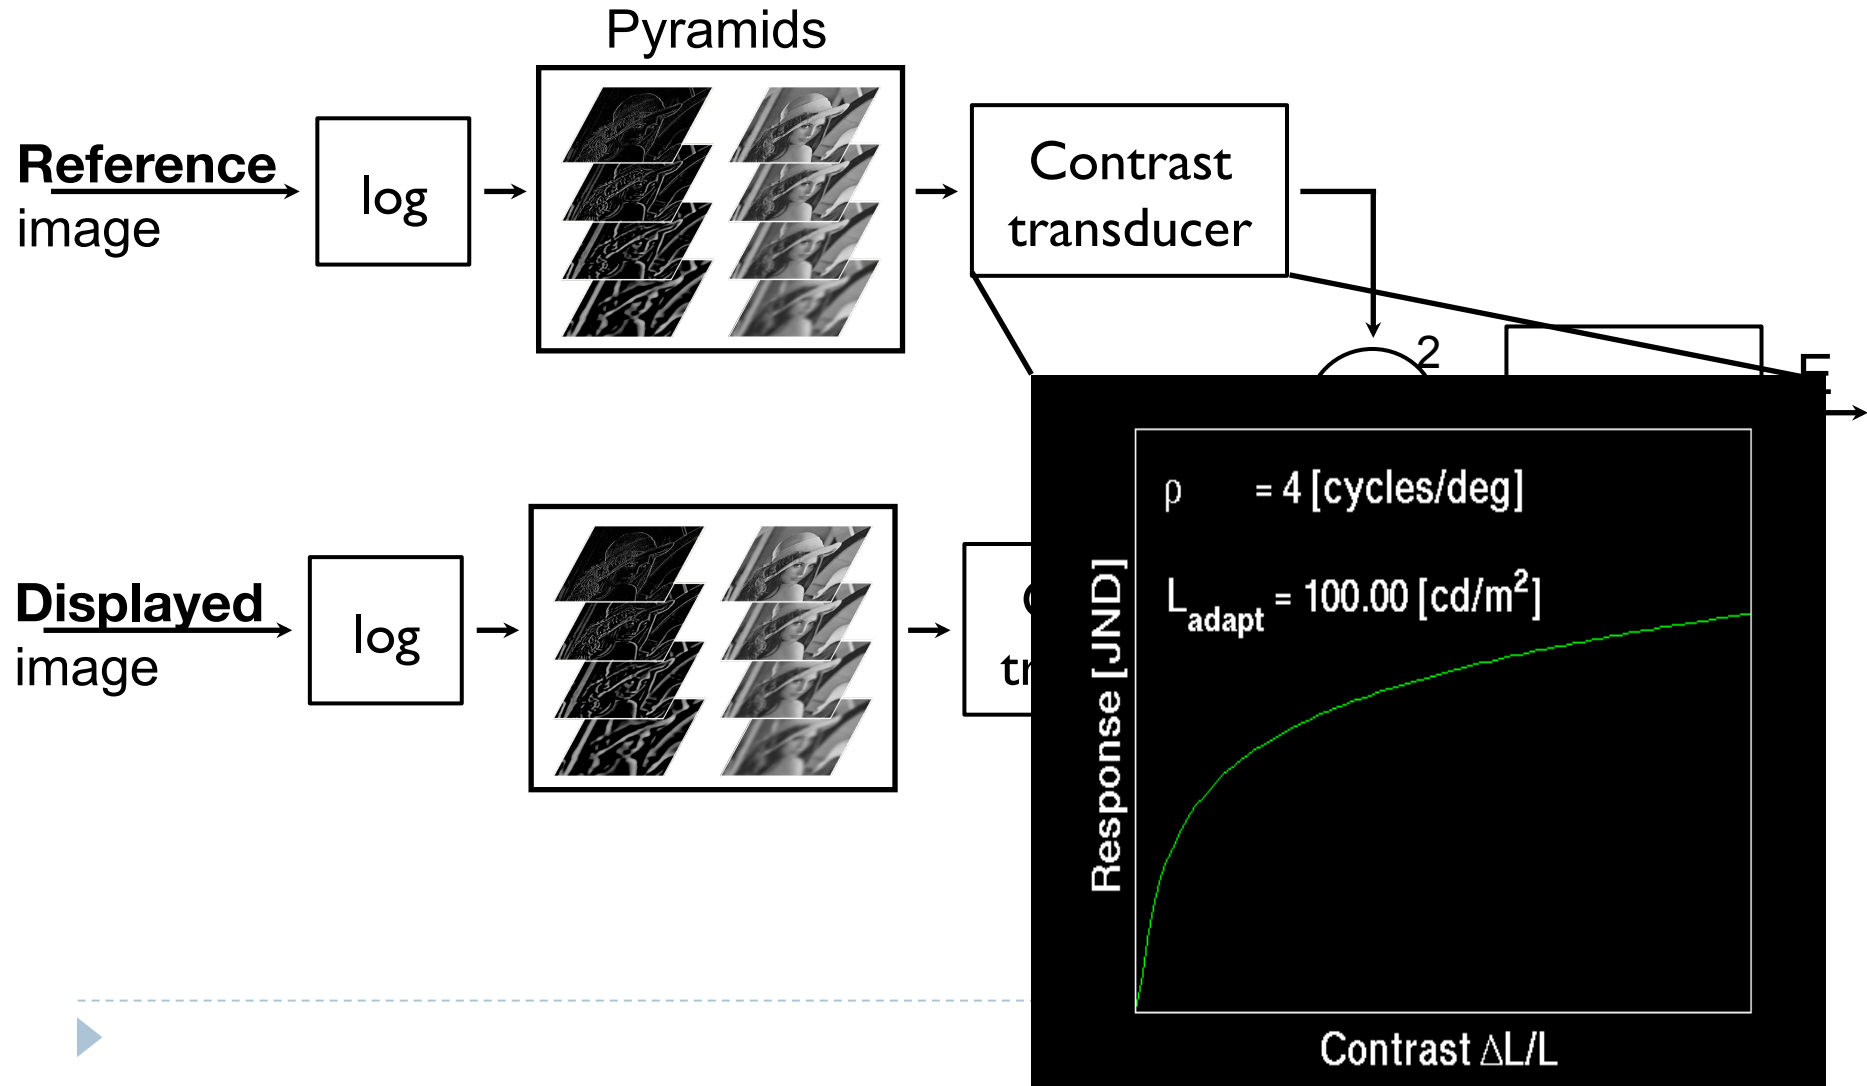 Pyramids
Reference
image
log
Contrast
transducer
2
Displayed
image
log
ρ = 4 [cycles/deg]
L_adapt = 100.00 [cd/m²]
Response [JND]
Contrast ΔL/L